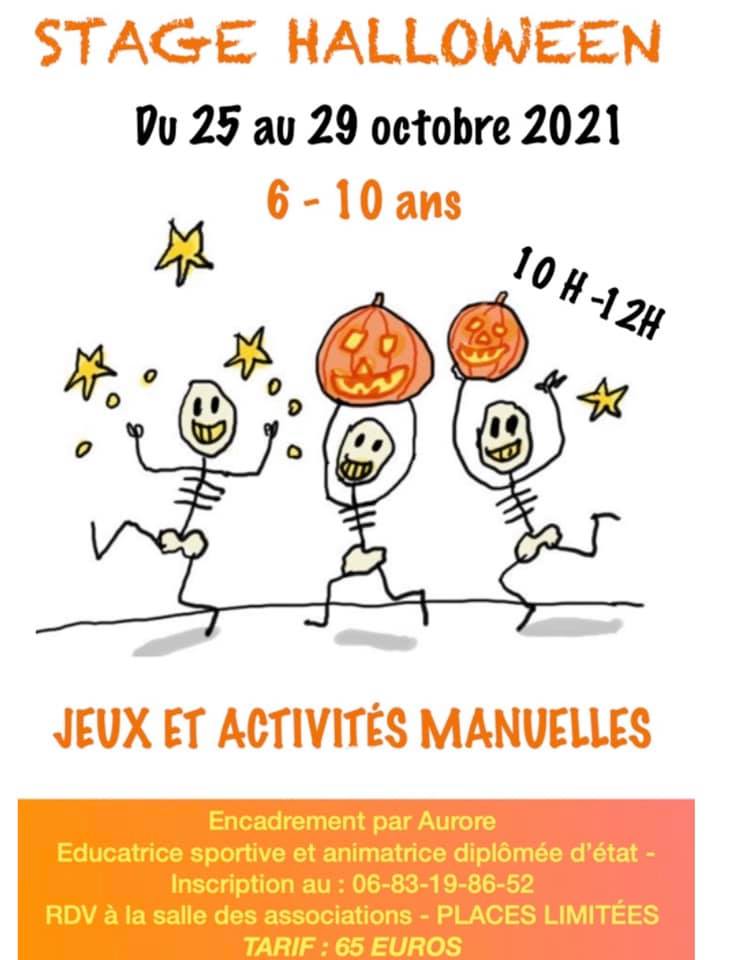 STAGE HALLOWEEN
Du 25 au 29 octobre 2021
6 - 10 ans
10 H -12H
JEUX ET ACTIVITÉS MANUELLES
Encadrement par Aurore
Educatrice sportive et animatrice diplômée d'état -
Inscription au : 06-83-19-86-52
RDV à la salle des associations - PLACES LIMITÉES
TARIF : 65 EUROS